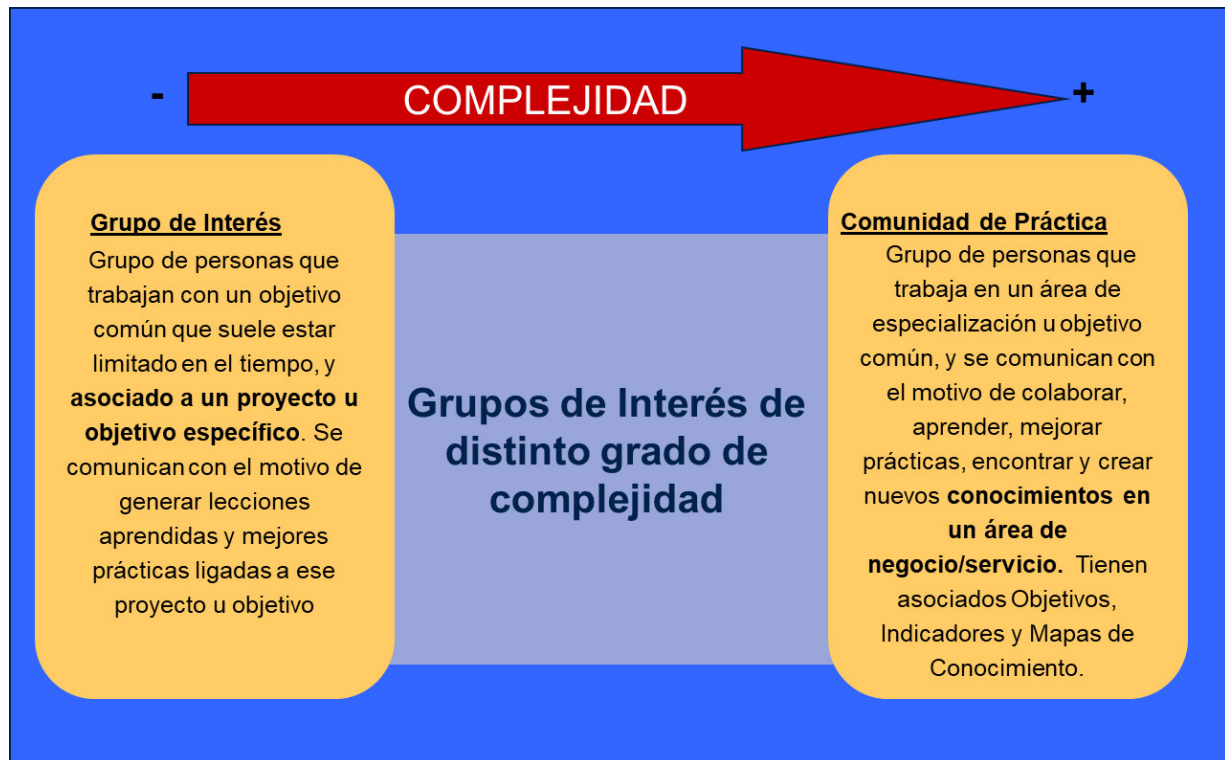 - COMPLEJIDAD +
Grupo de Interés
Grupo de personas que
trabajan con un objetivo
común que suele estar
limitado en el tiempo, y
asociado a un proyecto u
objetivo específico. Se
comunican con el motivo de
generar lecciones
aprendidas y mejores
prácticas ligadas a ese
proyecto u objetivo
Grupos de Interés de
distinto grado de
complejidad
Comunidad de Práctica
Grupo de personas que
trabaja en un área de
especialización u objetivo
común, y se comunican con
el motivo de colaborar,
aprender, mejorar
prácticas, encontrar y crear
nuevos conocimientos en
un área de
negocio/servicio. Tienen
asociados Objetivos,
Indicadores y Mapas de
Conocimiento.